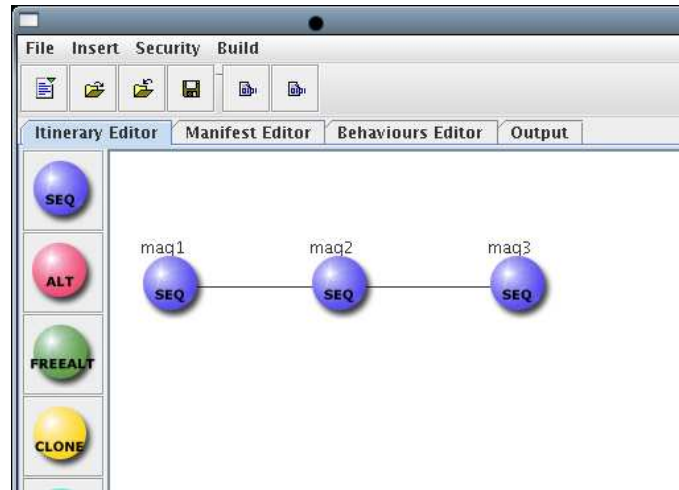 File Insert Security Build
Itinerary Editor Manifest Editor Behaviours Editor Output
SEQ
ALT
FREEALT
CLONE
maq1 maq2 maq3
SEQ SEQ SEQ